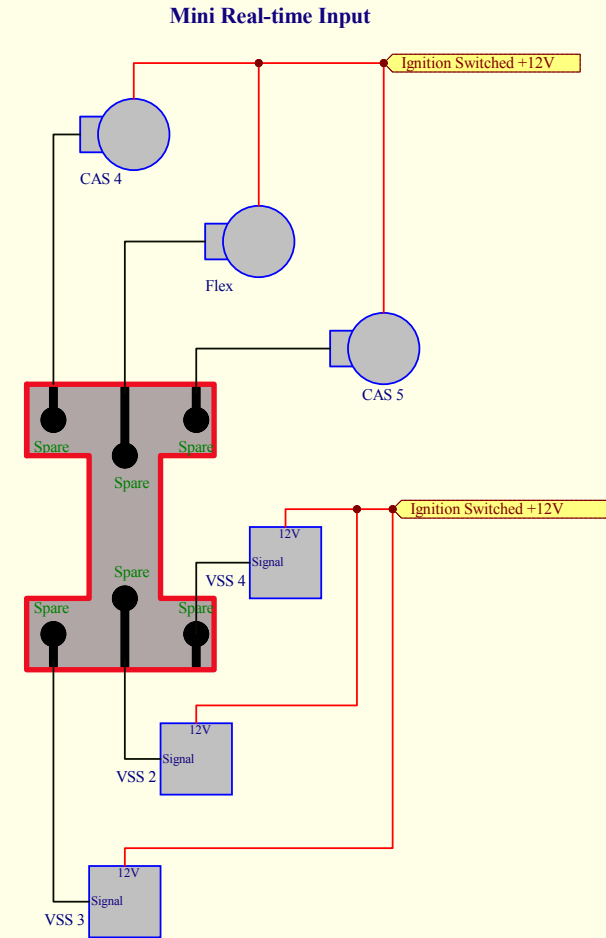 Mini Real-time Input
Ignition Switched +12V
CAS 4
Flex
CAS 5
Spare
Spare
Spare
Ignition Switched +12V
12V
Signal
VSS 4
Spare
Spare
Spare
12V
Signal
VSS 2
12V
Signal
VSS 3